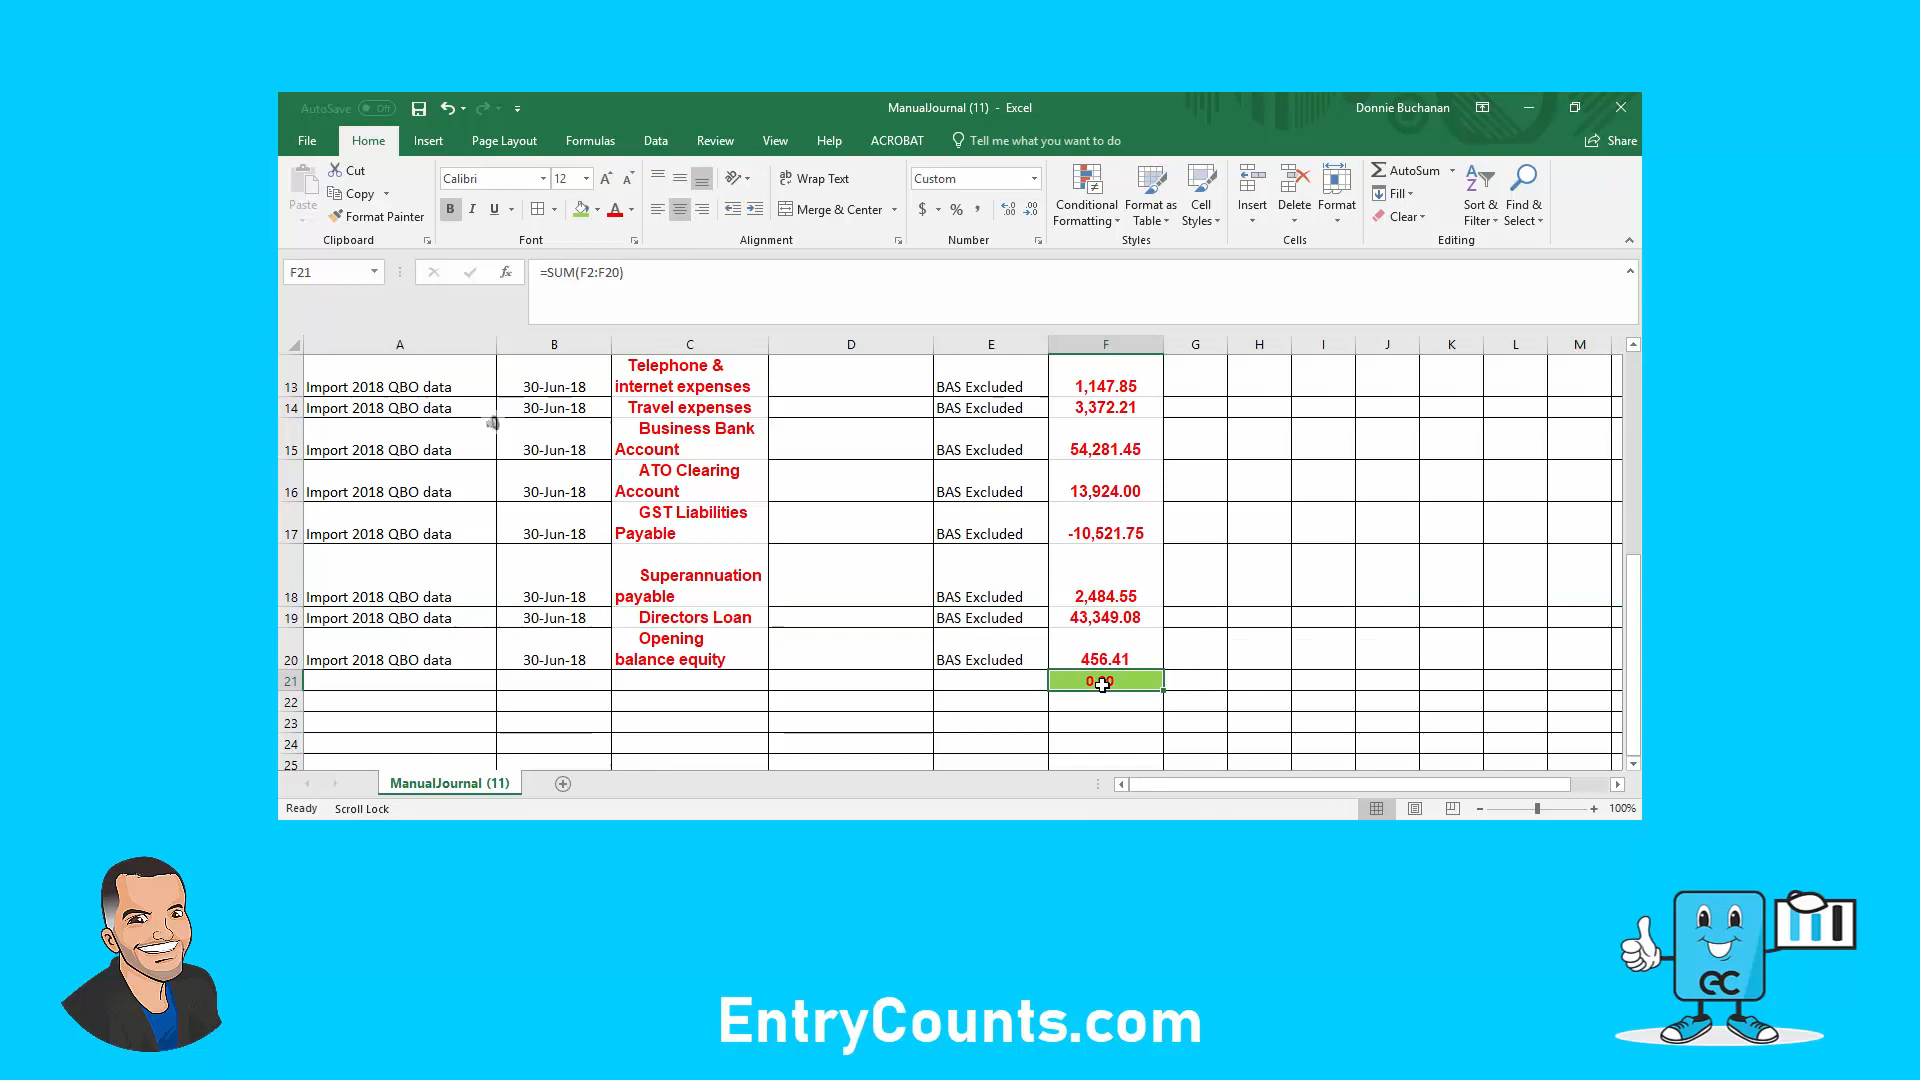 AutoSave Off
ManualJournal (11) - Excel
Donnie Buchanan
File Home Insert Page Layout Formulas Data Review View Help ACROBAT Tell me what you want to do Share
Paste
Cut
Copy
Format Painter
Clipboard
Calibri 12
B I U
Font
Wrap Text
Merge & Center
Alignment
Custom
$ % ,
Number
Conditional Formatting
Format as Table
Cell Styles
Styles
Insert Delete Format
Cells
AutoSum
Fill
Clear
Sort & Filter
Find & Select
Editing
F21 fx =SUM(F2:F20)
A B C D E F G H I J K L M
Telephone &
13 Import 2018 QBO data 30-Jun-18 internet expenses BAS Excluded 1,147.85
14 Import 2018 QBO data 30-Jun-18 Travel expenses BAS Excluded 3,372.21
Business Bank
15 Import 2018 QBO data 30-Jun-18 Account BAS Excluded 54,281.45
ATO Clearing
16 Import 2018 QBO data 30-Jun-18 Account BAS Excluded 13,924.00
GST Liabilities
17 Import 2018 QBO data 30-Jun-18 Payable BAS Excluded -10,521.75
Superannuation
18 Import 2018 QBO data 30-Jun-18 payable BAS Excluded 2,484.55
19 Import 2018 QBO data 30-Jun-18 Directors Loan BAS Excluded 43,349.08
Opening
20 Import 2018 QBO data 30-Jun-18 balance equity BAS Excluded 456.41
21
22
23
24
25
ManualJournal (11)
Ready Scroll Lock 100%
ec
EntryCounts.com